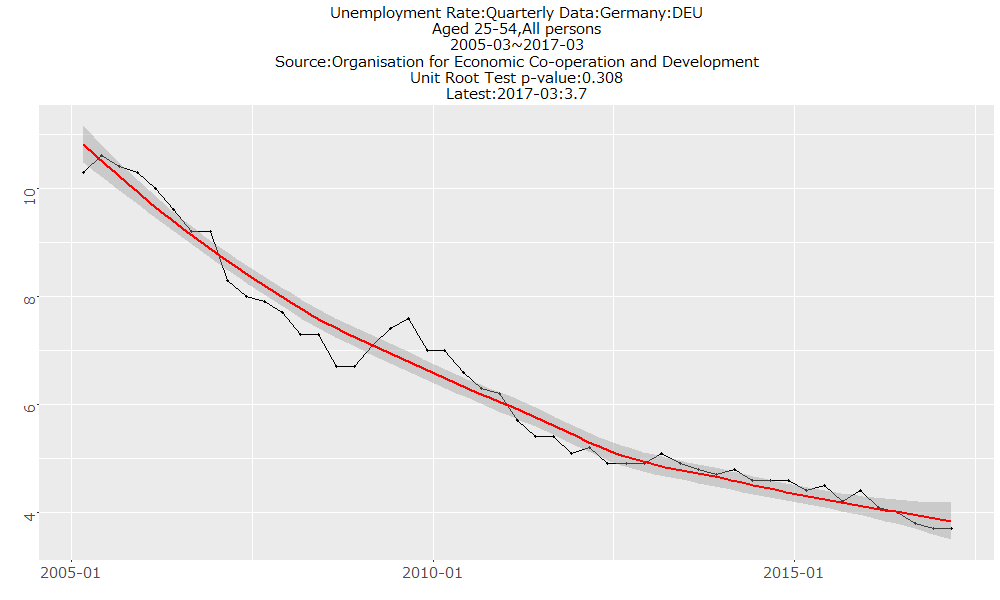 Unemployment Rate:Quarterly Data:Germany:DEU
Aged 25-54,All persons
2005-03~2017-03
Source:Organisation for Economic Co-operation and Development
Unit Root Test p-value:0.308
Latest:2017-03:3.7
10
8
6
4
2005-01
2010-01
2015-01